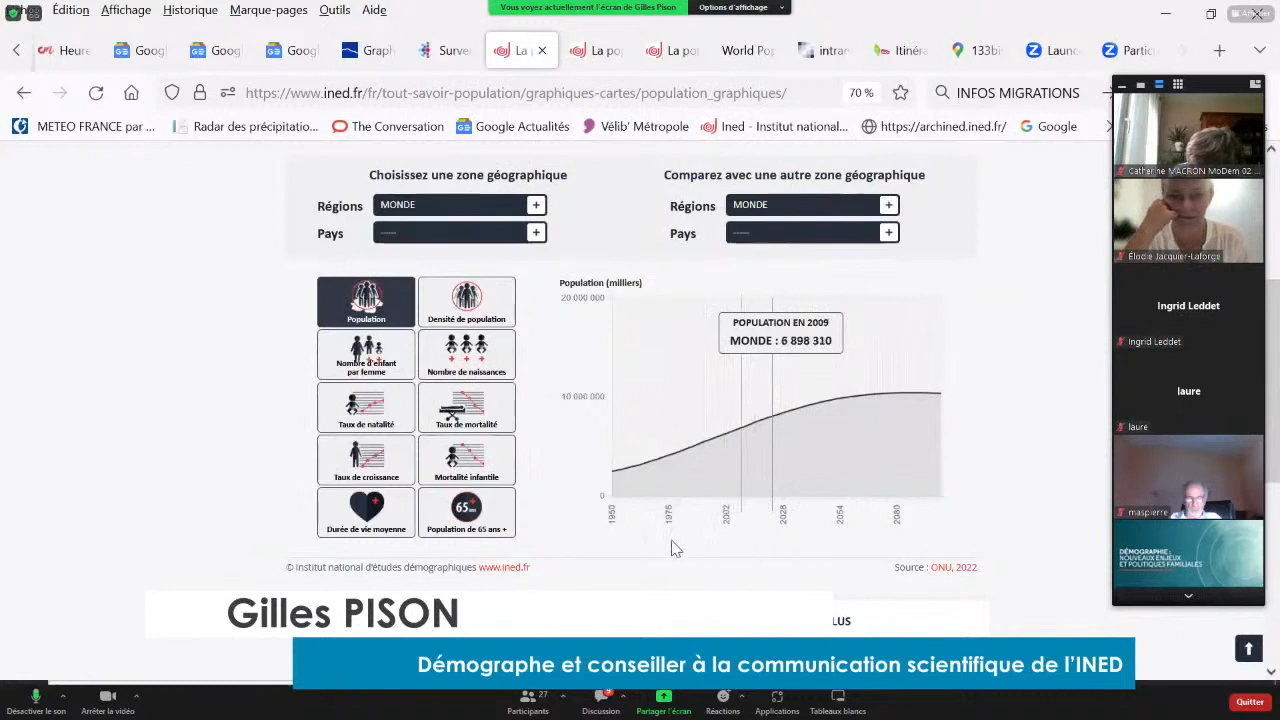 Édition Affichage Historique Marque-pages Outils Aide
Vous voyez actuellement l'écran de Gilles Pison
Options d'affichage
Afficher
Heure
Goog
Goog
Googl
Graph
Surve
La p
La po
La po
World Pop
intran
Itinéra
133bi
Launc
Partic
https://www.ined.fr/fr/tout-savoir-population/graphiques-cartes/population_graphiques/
70 %
INFOS MIGRATIONS
METEO FRANCE par ...
Radar des précipitatio...
The Conversation
Google Actualités
Vélib' Métropole
Ined - Institut national...
https://archined.ined.fr/
Google
Choisissez une zone géographique
Régions MONDE +
Pays ----- +
Comparez avec une autre zone géographique
Régions MONDE +
Pays ----- +
Population
Densité de population
Nombre d'enfant
par femme
Nombre de naissances
Taux de natalité
Taux de mortalité
Taux de croissance
Mortalité infantile
Durée de vie moyenne
65 ans
Population de 65 ans +
Population (milliers)
20 000 000
10 000 000
0
POPULATION EN 2009
MONDE : 6 898 310
1950 1976 2002 2028 2054 2080
© Institut national d'études démographiques www.ined.fr
Source : ONU, 2022
LUS
Catherine MACRON MoDem 02 ...
Élodie Jacquier-Laforge
Ingrid Leddet
Ingrid Leddet
laure
laure
maspierre
DÉMOGRAPHIE :
NOUVEAUX ENJEUX
ET POLITIQUES FAMILIALES
Gilles PISON
Démographe et conseiller à la communication scientifique de l'INED
Désactiver le son
Arrêter la vidéo
27
Participants
Discussion
Partager l'écran
Réactions
Applications
Tableaux blancs
Quitter